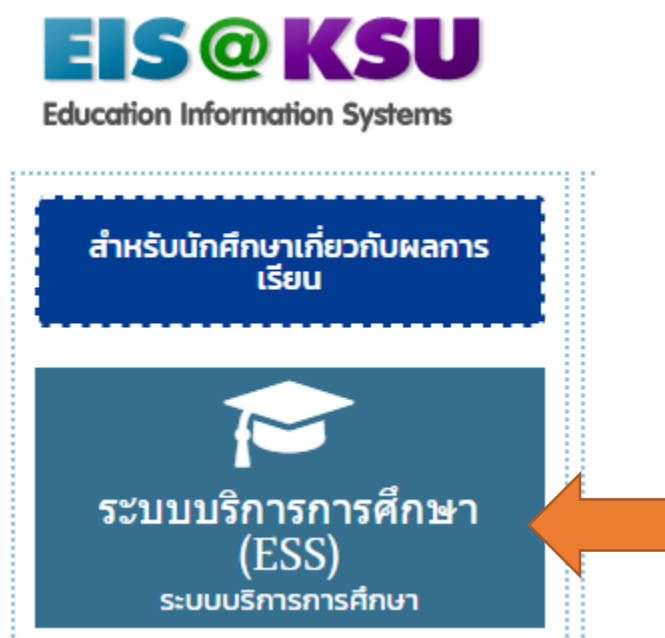 EIS@KSU
Education Information Systems
สำหรับนักศึกษาเกี่ยวกับผลการ
เรียน
ระบบบริการการศึกษา
(ESS)
ระบบบริการการศึกษา